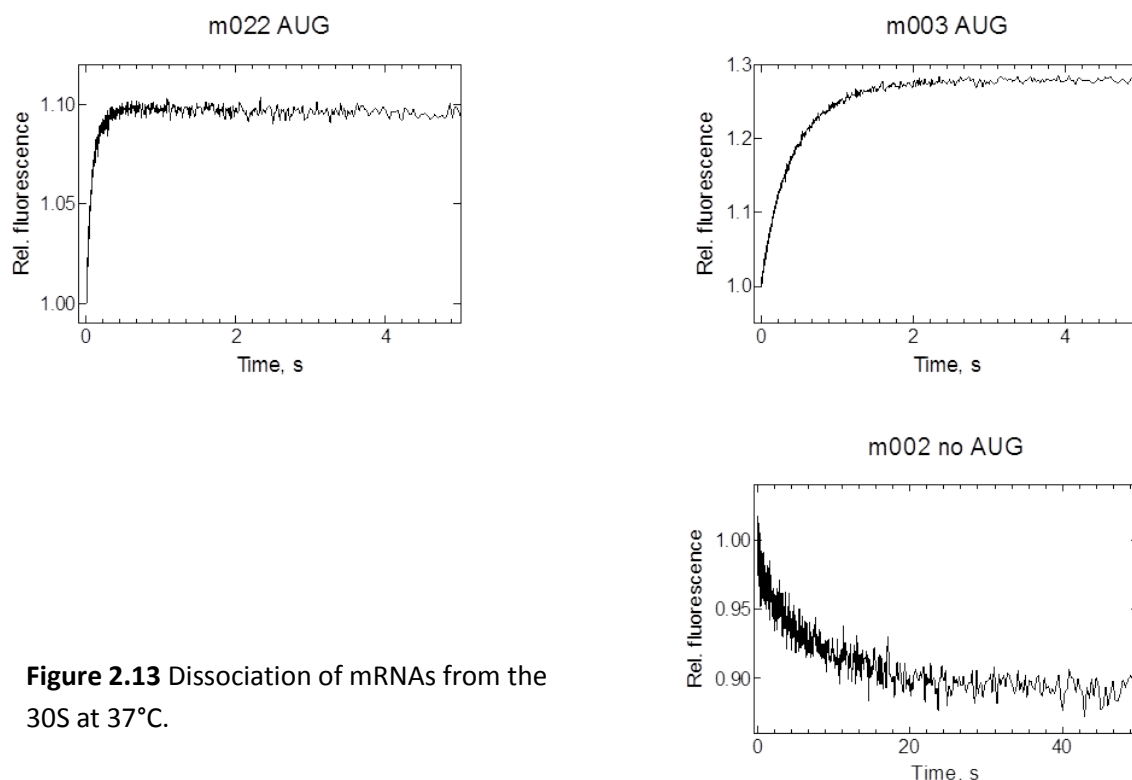 m022 AUG
1.10
1.05
1.00
Rel. fluorescence
0 2 4
Time, s
m003 AUG
1.3
1.2
1.1
1.0
Rel. fluorescence
0 2 4
Time, s
m002 no AUG
1.00
0.95
0.90
Rel. fluorescence
0 20 40
Time, s
Figure 2.13 Dissociation of mRNAs from the
30S at 37°C.